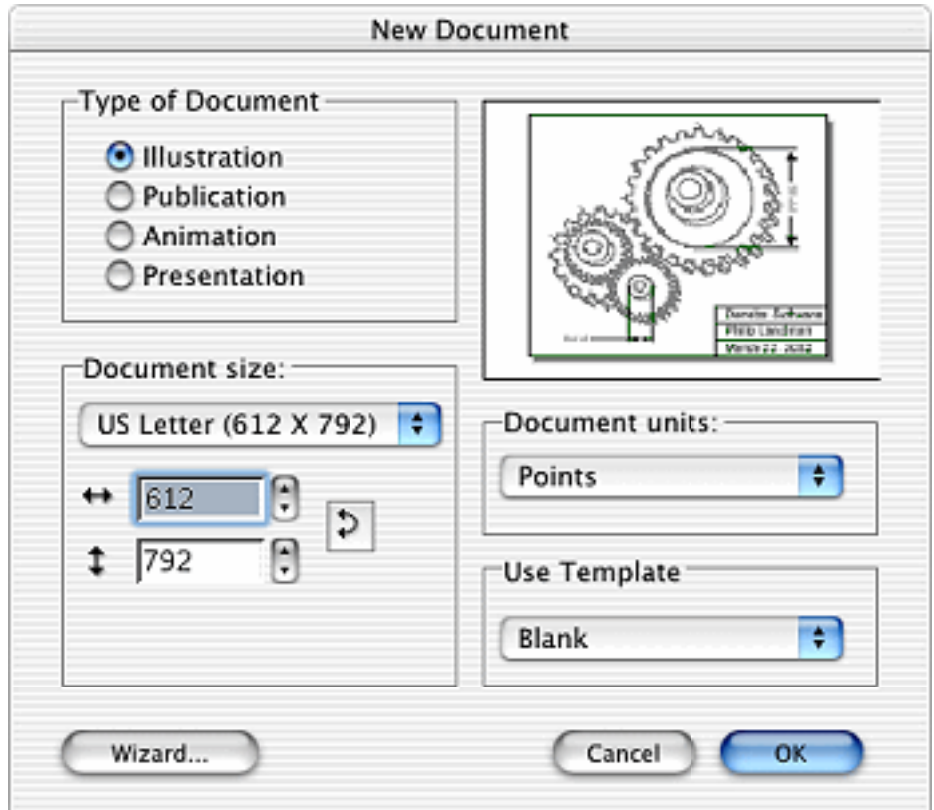 New Document
Type of Document
Illustration
Publication
Animation
Presentation
Document size:
US Letter (612 X 792)
612
792
Document units:
Points
Use Template
Blank
Wizard...
Cancel
OK